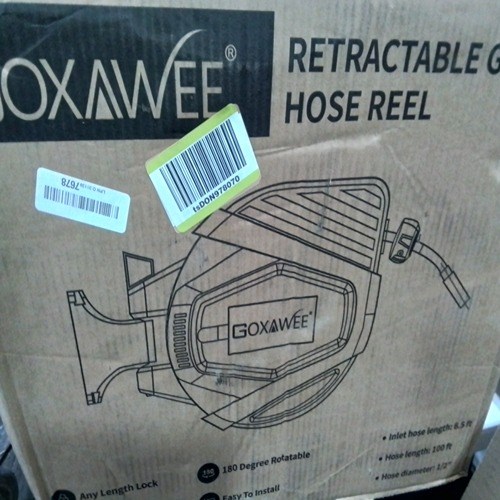 GOXAWEE®
RETRACTABLE G
HOSE REEL
tsDON978070
7678
GOXAWEE®
• Inlet hose length: 6.5 ft
• Hose length: 100 ft
• Hose diameter: 1/2"
180 Degree Rotatable
Any Length Lock
Easy To Install